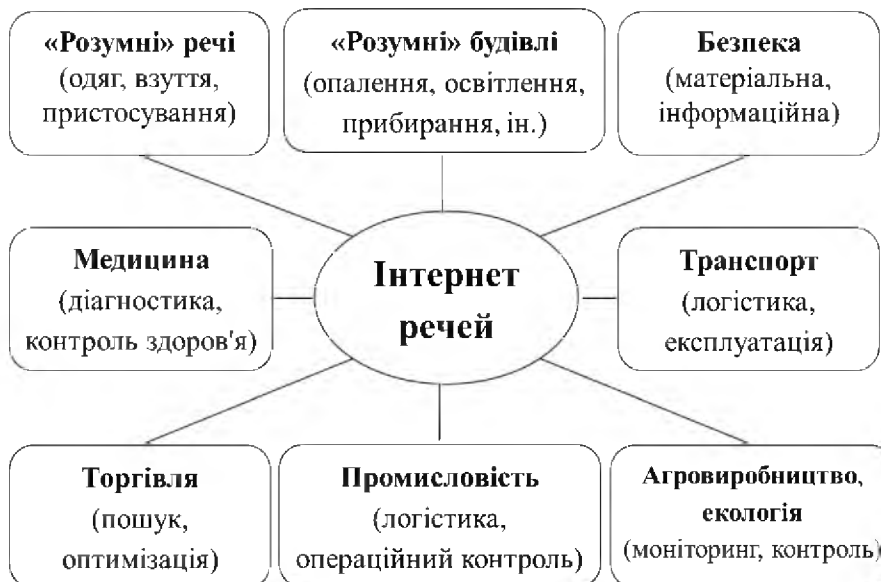 «Розумні» речі
(одяг, взуття,
пристосування)
«Розумні» будівлі
(опалення, освітлення,
прибирання, ін.)
Безпека
(матеріальна,
інформаційна)
Медицина
(діагностика,
контроль здоров'я)
Інтернет
речей
Транспорт
(логістика,
експлуатація)
Торгівля
(пошук,
оптимізація)
Промисловість
(логістика,
операційний контроль)
Агровиробництво,
екологія
(моніторинг, контроль)